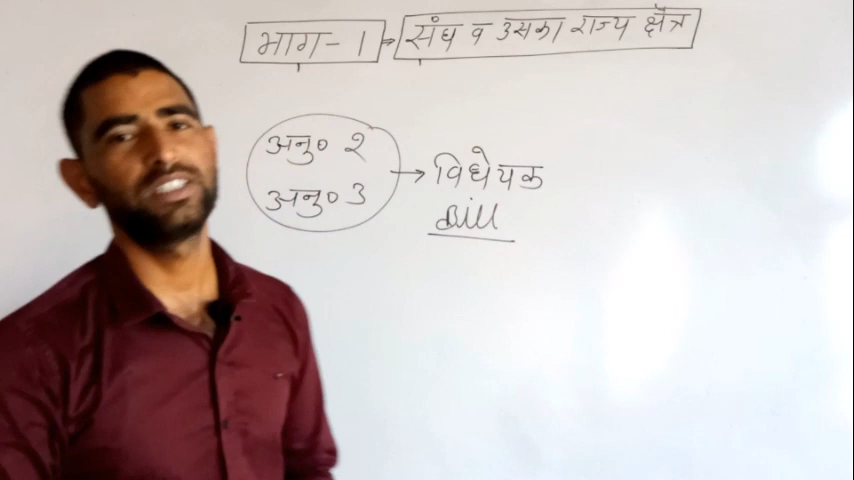 भाग- 1 → संघ व उसका राज्य क्षेत्र
अनु० 2
अनु० 3
→ विधेयक
Bill